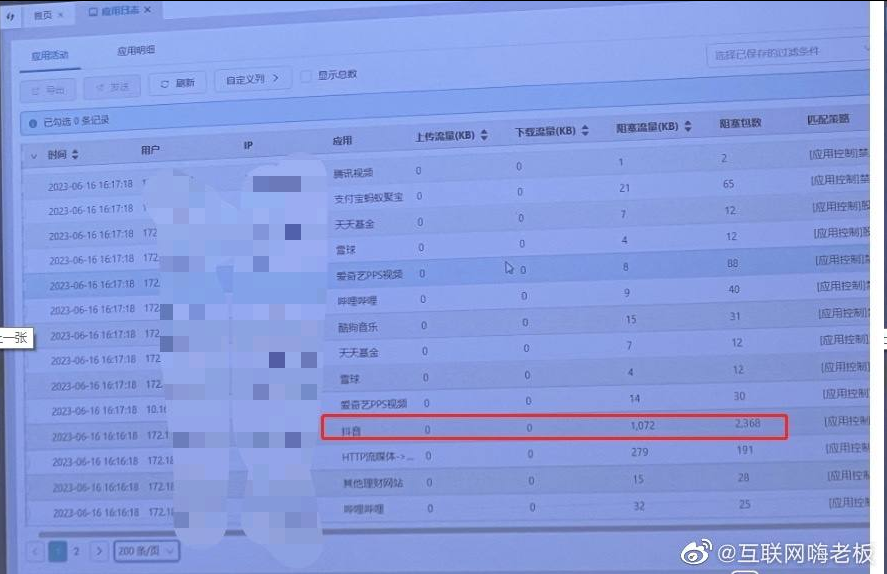 首页 ×
应用日志 ×
应用活动 应用明细
选择已保存的过滤条件
导出 发送 刷新 自定义列 > 显示总数
已勾选 0 条记录
时间 用户 IP 应用 上传流量(KB) 下载流量(KB) 阻塞流量(KB) 阻塞包数 匹配策略
2023-06-16 16:17:18 腾讯视频 0 0 1 2 [应用控制]禁
2023-06-16 16:17:18 支付宝蚂蚁聚宝 0 0 21 65 [应用控制]禁
2023-06-16 16:17:18 172. 天天基金 0 0 7 12 [应用控制]股
2023-06-16 16:17:18 172. 雪球 0 0 4 12 [应用控制]股
2023-06-16 16:17:18 172. 爱奇艺PPS视频 0 0 8 88 [应用控制]禁
2023-06-16 16:17:18 172. 哔哩哔哩 0 0 9 40 [应用控制]禁
2023-06-16 16:17:18 172. 酷狗音乐 0 0 15 31 [应用控制]
2023-06-16 16:17:18 172. 天天基金 0 0 7 12 [应用控制]
2023-06-16 16:17:18 172. 雪球 0 0 4 12 [应用控制]
2023-06-16 16:17:18 10.16 爱奇艺PPS视频 0 0 14 30 [应用控制]
2023-06-16 16:16:18 172.1 抖音 0 0 1,072 2,368 [应用控制
2023-06-16 16:16:18 172.18 HTTP流媒体->... 0 0 279 191 [应用控制
2023-06-16 16:16:18 172.18 其他理财网站 0 0 15 28 [应用控制
2023-06-16 16:16:18 172.18 哔哩哔哩 0 0 32 25 [应用控制
< 1 2 > 200 条/页
上一张
@互联网嗨老板